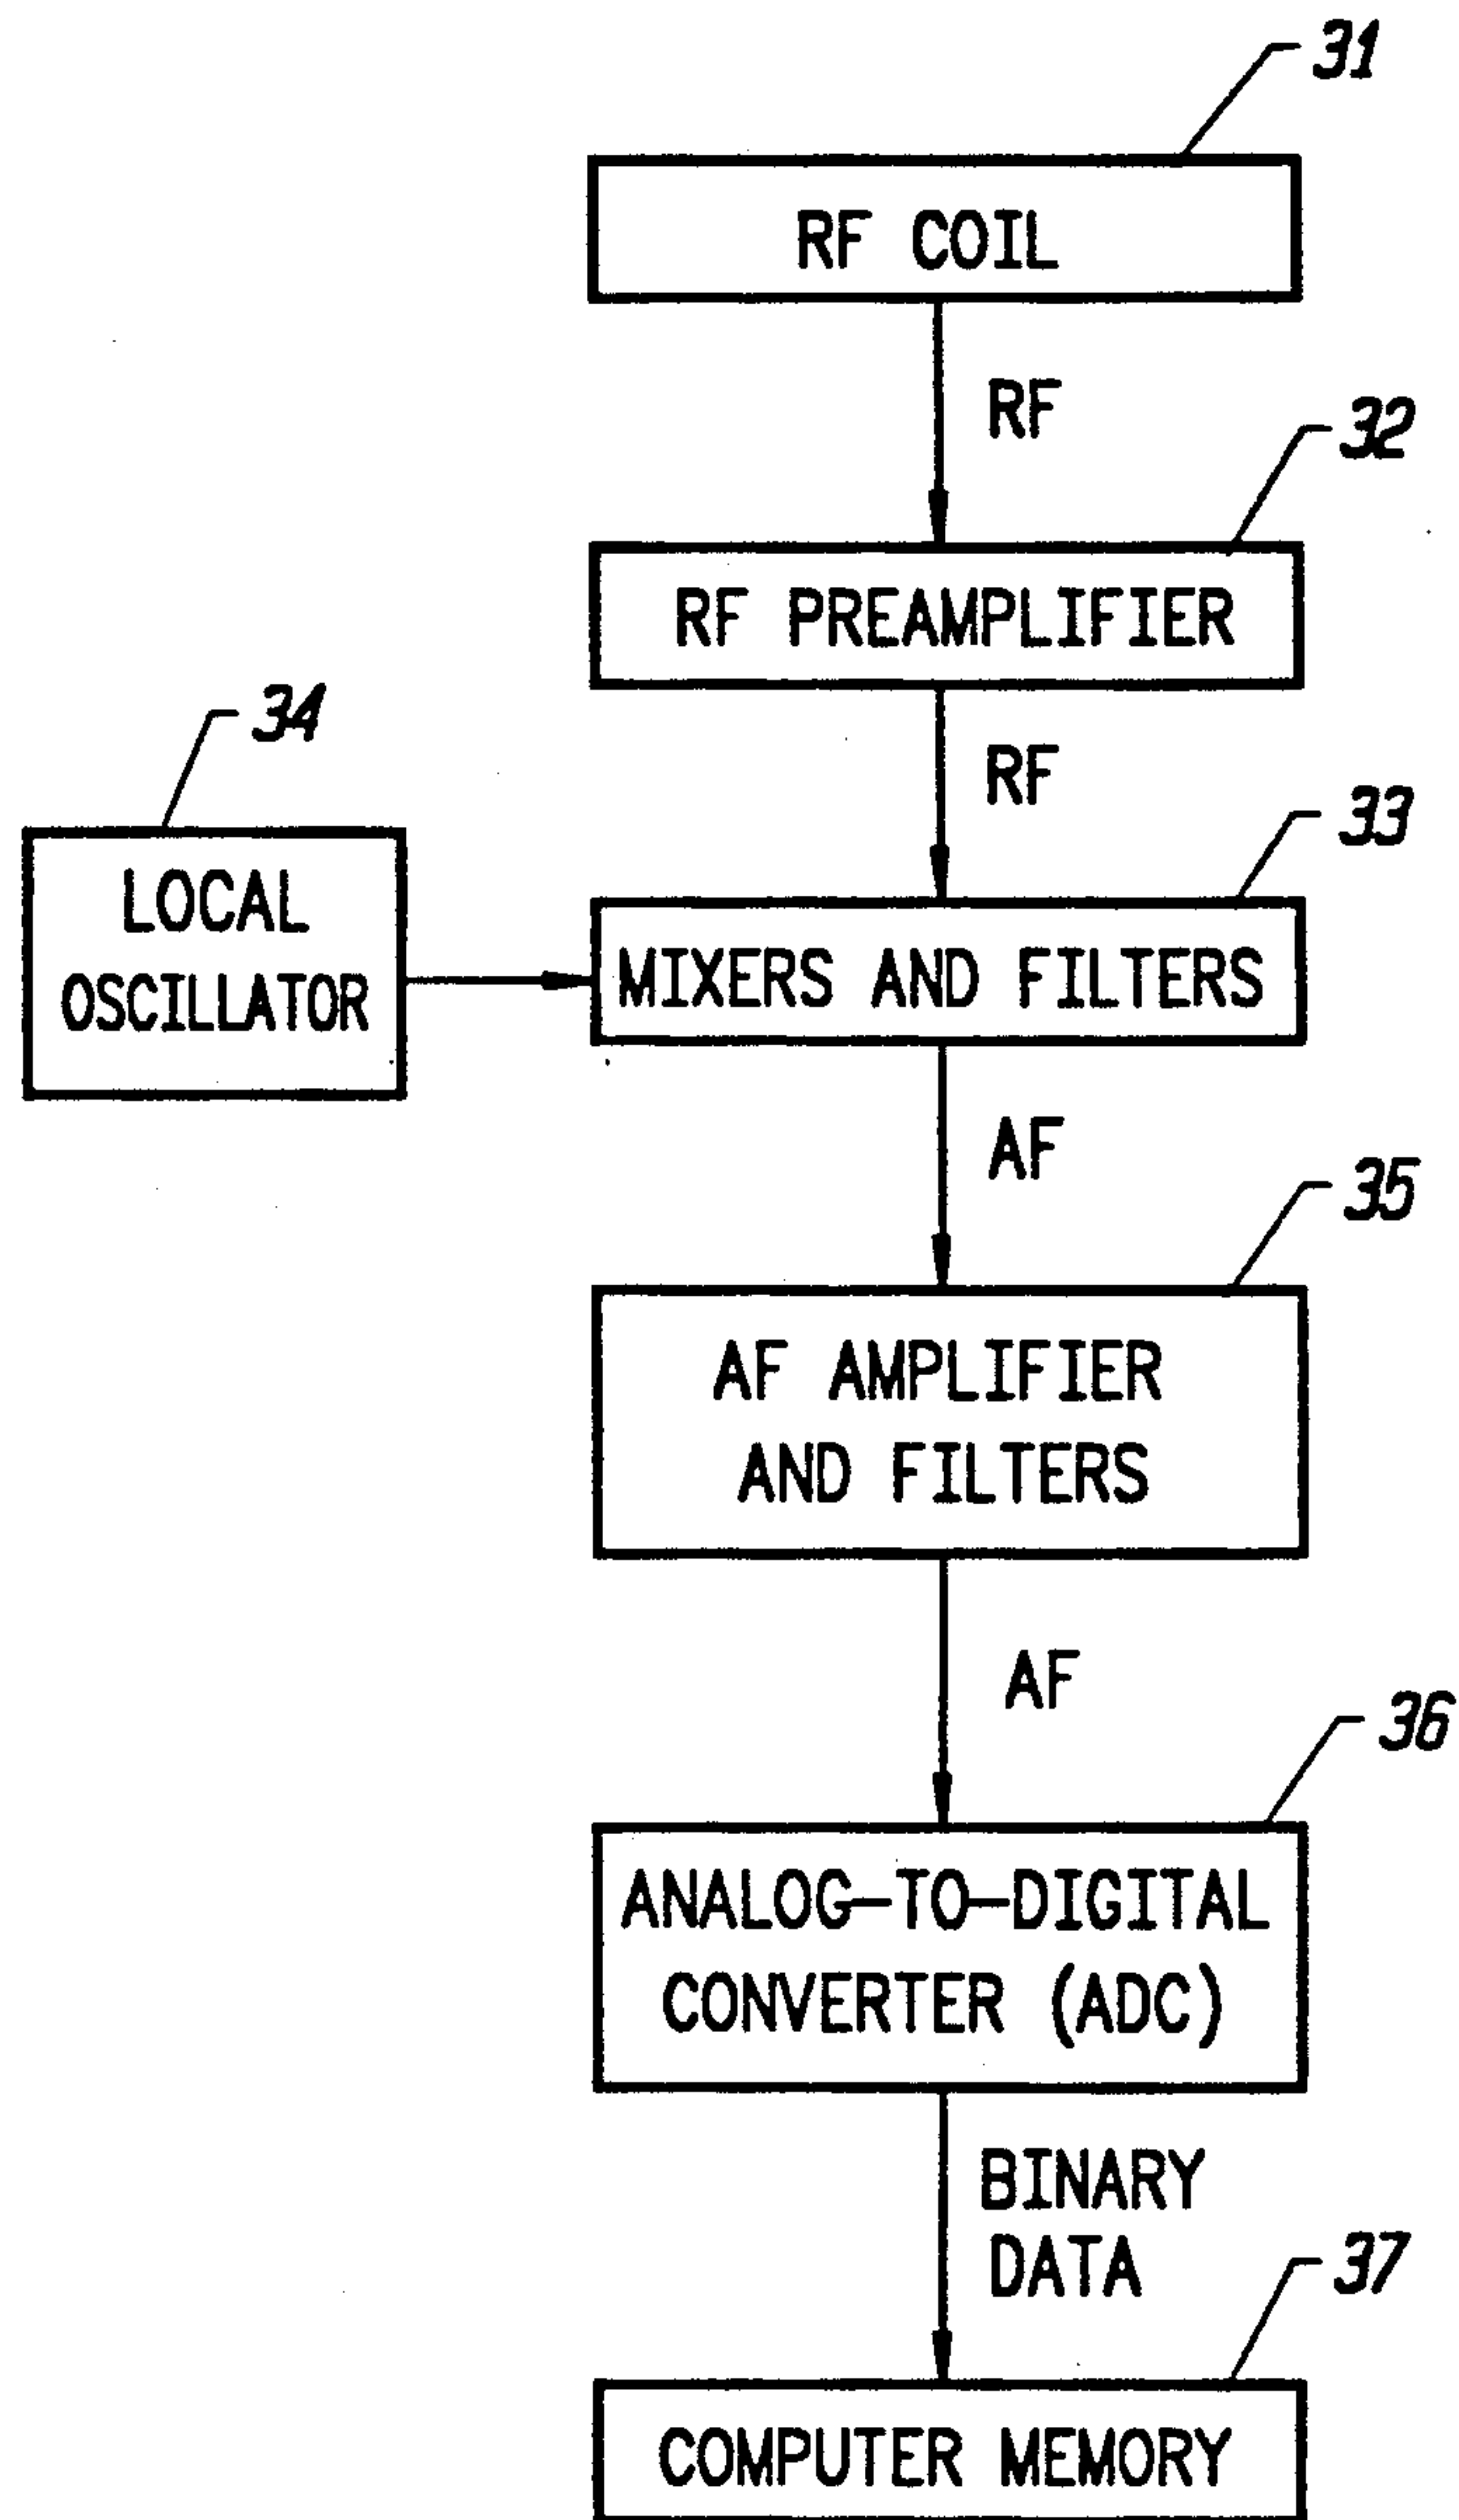 31
RF COIL
RF
32
RF PREAMPLIFIER
34
RF
33
LOCAL
OSCILLATOR
MIXERS AND FILTERS
AF
35
AF AMPLIFIER
AND FILTERS
AF
36
ANALOG-TO-DIGITAL
CONVERTER (ADC)
BINARY
DATA
37
COMPUTER MEMORY